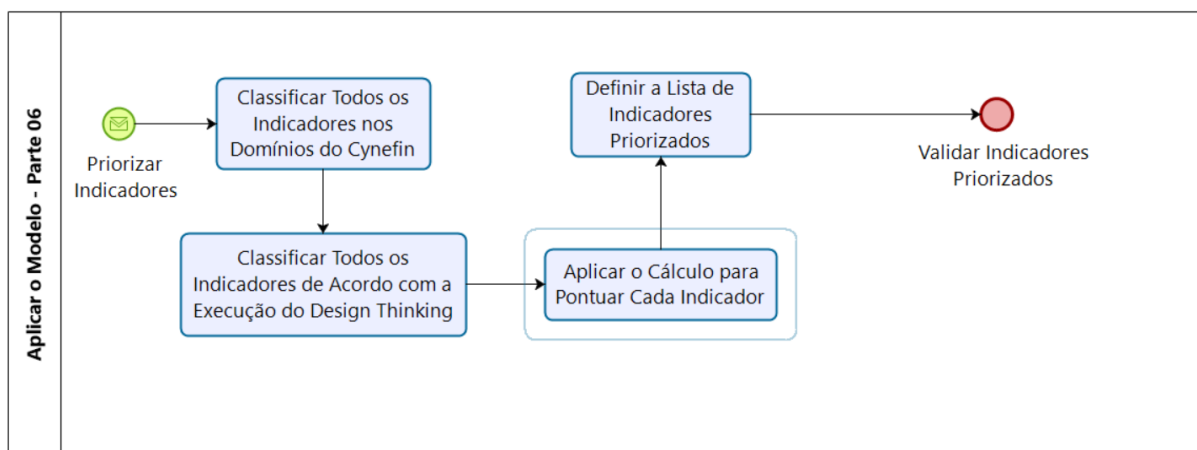 Aplicar o Modelo - Parte 06
Priorizar
Indicadores
Classificar Todos os
Indicadores nos
Domínios do Cynefin
Classificar Todos os
Indicadores de Acordo com a
Execução do Design Thinking
Aplicar o Cálculo para
Pontuar Cada Indicador
Definir a Lista de
Indicadores
Priorizados
Validar Indicadores
Priorizados